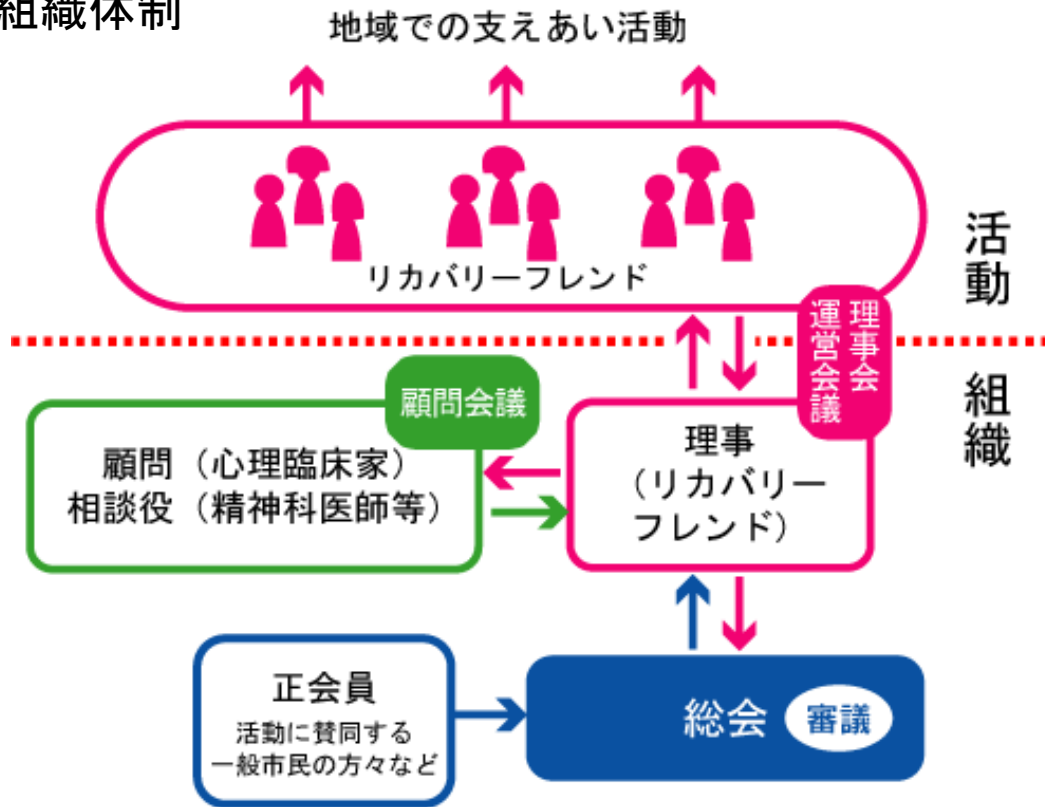 組織体制
地域での支えあい活動
リカバリーフレンド
活動
理事会
運営会議
組織
顧問会議
顧問（心理臨床家）
相談役（精神科医師等）
理事
（リカバリー
フレンド）
正会員
活動に賛同する
一般市民の方々など
総会
審議